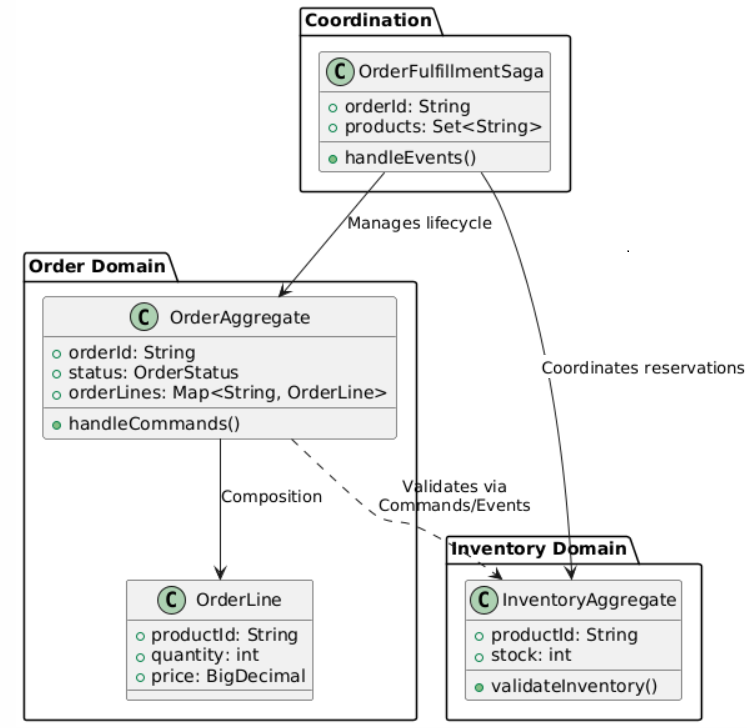 Coordination
C OrderFulfillmentSaga
orderId: String
products: Set<String>
handleEvents()
Manages lifecycle
Order Domain
C OrderAggregate
orderId: String
status: OrderStatus
orderLines: Map<String, OrderLine>
handleCommands()
Coordinates reservations
Composition
Validates via
Commands/Events
Inventory Domain
C OrderLine
productId: String
quantity: int
price: BigDecimal
C InventoryAggregate
productId: String
stock: int
validateInventory()